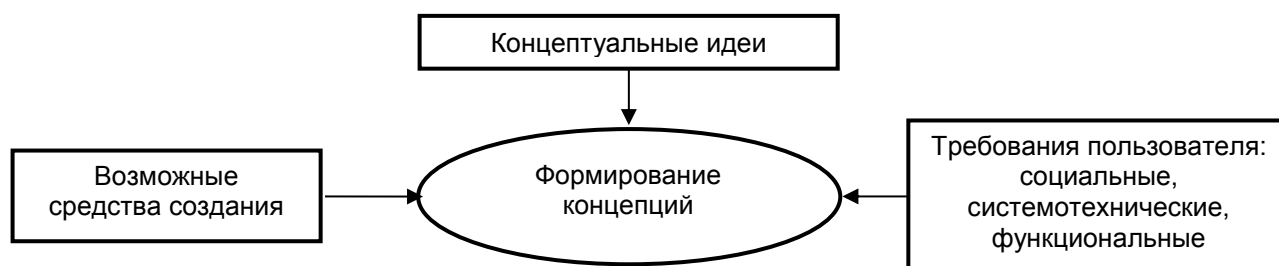 Концептуальные идеи
Возможные
средства создания
Формирование
концепций
Требования пользователя:
социальные,
системотехнические,
функциональные